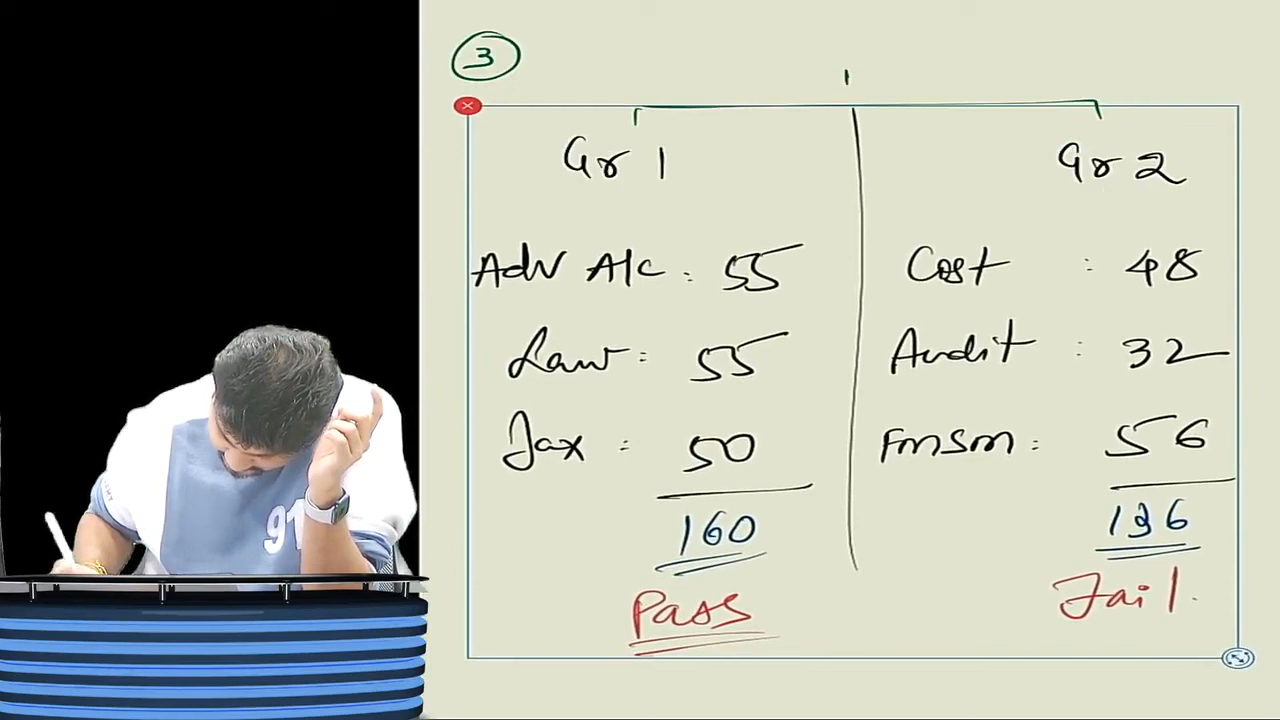 3
Gr 1
Adv A/c : 55
Law : 55
Tax : 50
160
Pass
Gr 2
Cost : 48
Audit : 32
FMSM : 56
136
Fail.
91